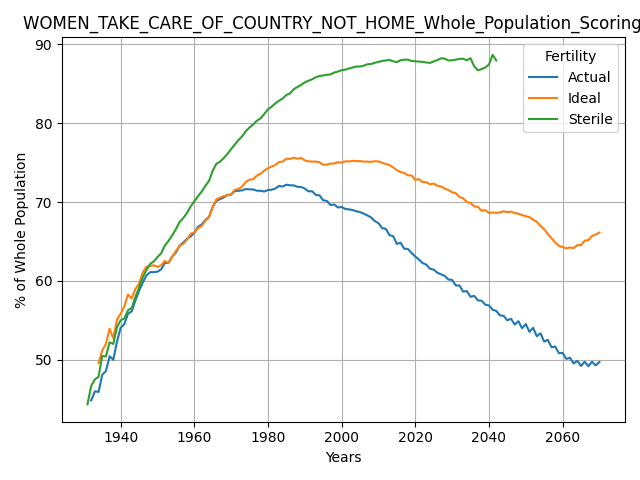 WOMEN_TAKE_CARE_OF_COUNTRY_NOT_HOME_Whole_Population_Scoring
90
80
70
60
50
% of Whole Population
1940 1960 1980 2000 2020 2040 2060
Years
Fertility
Actual
Ideal
Sterile